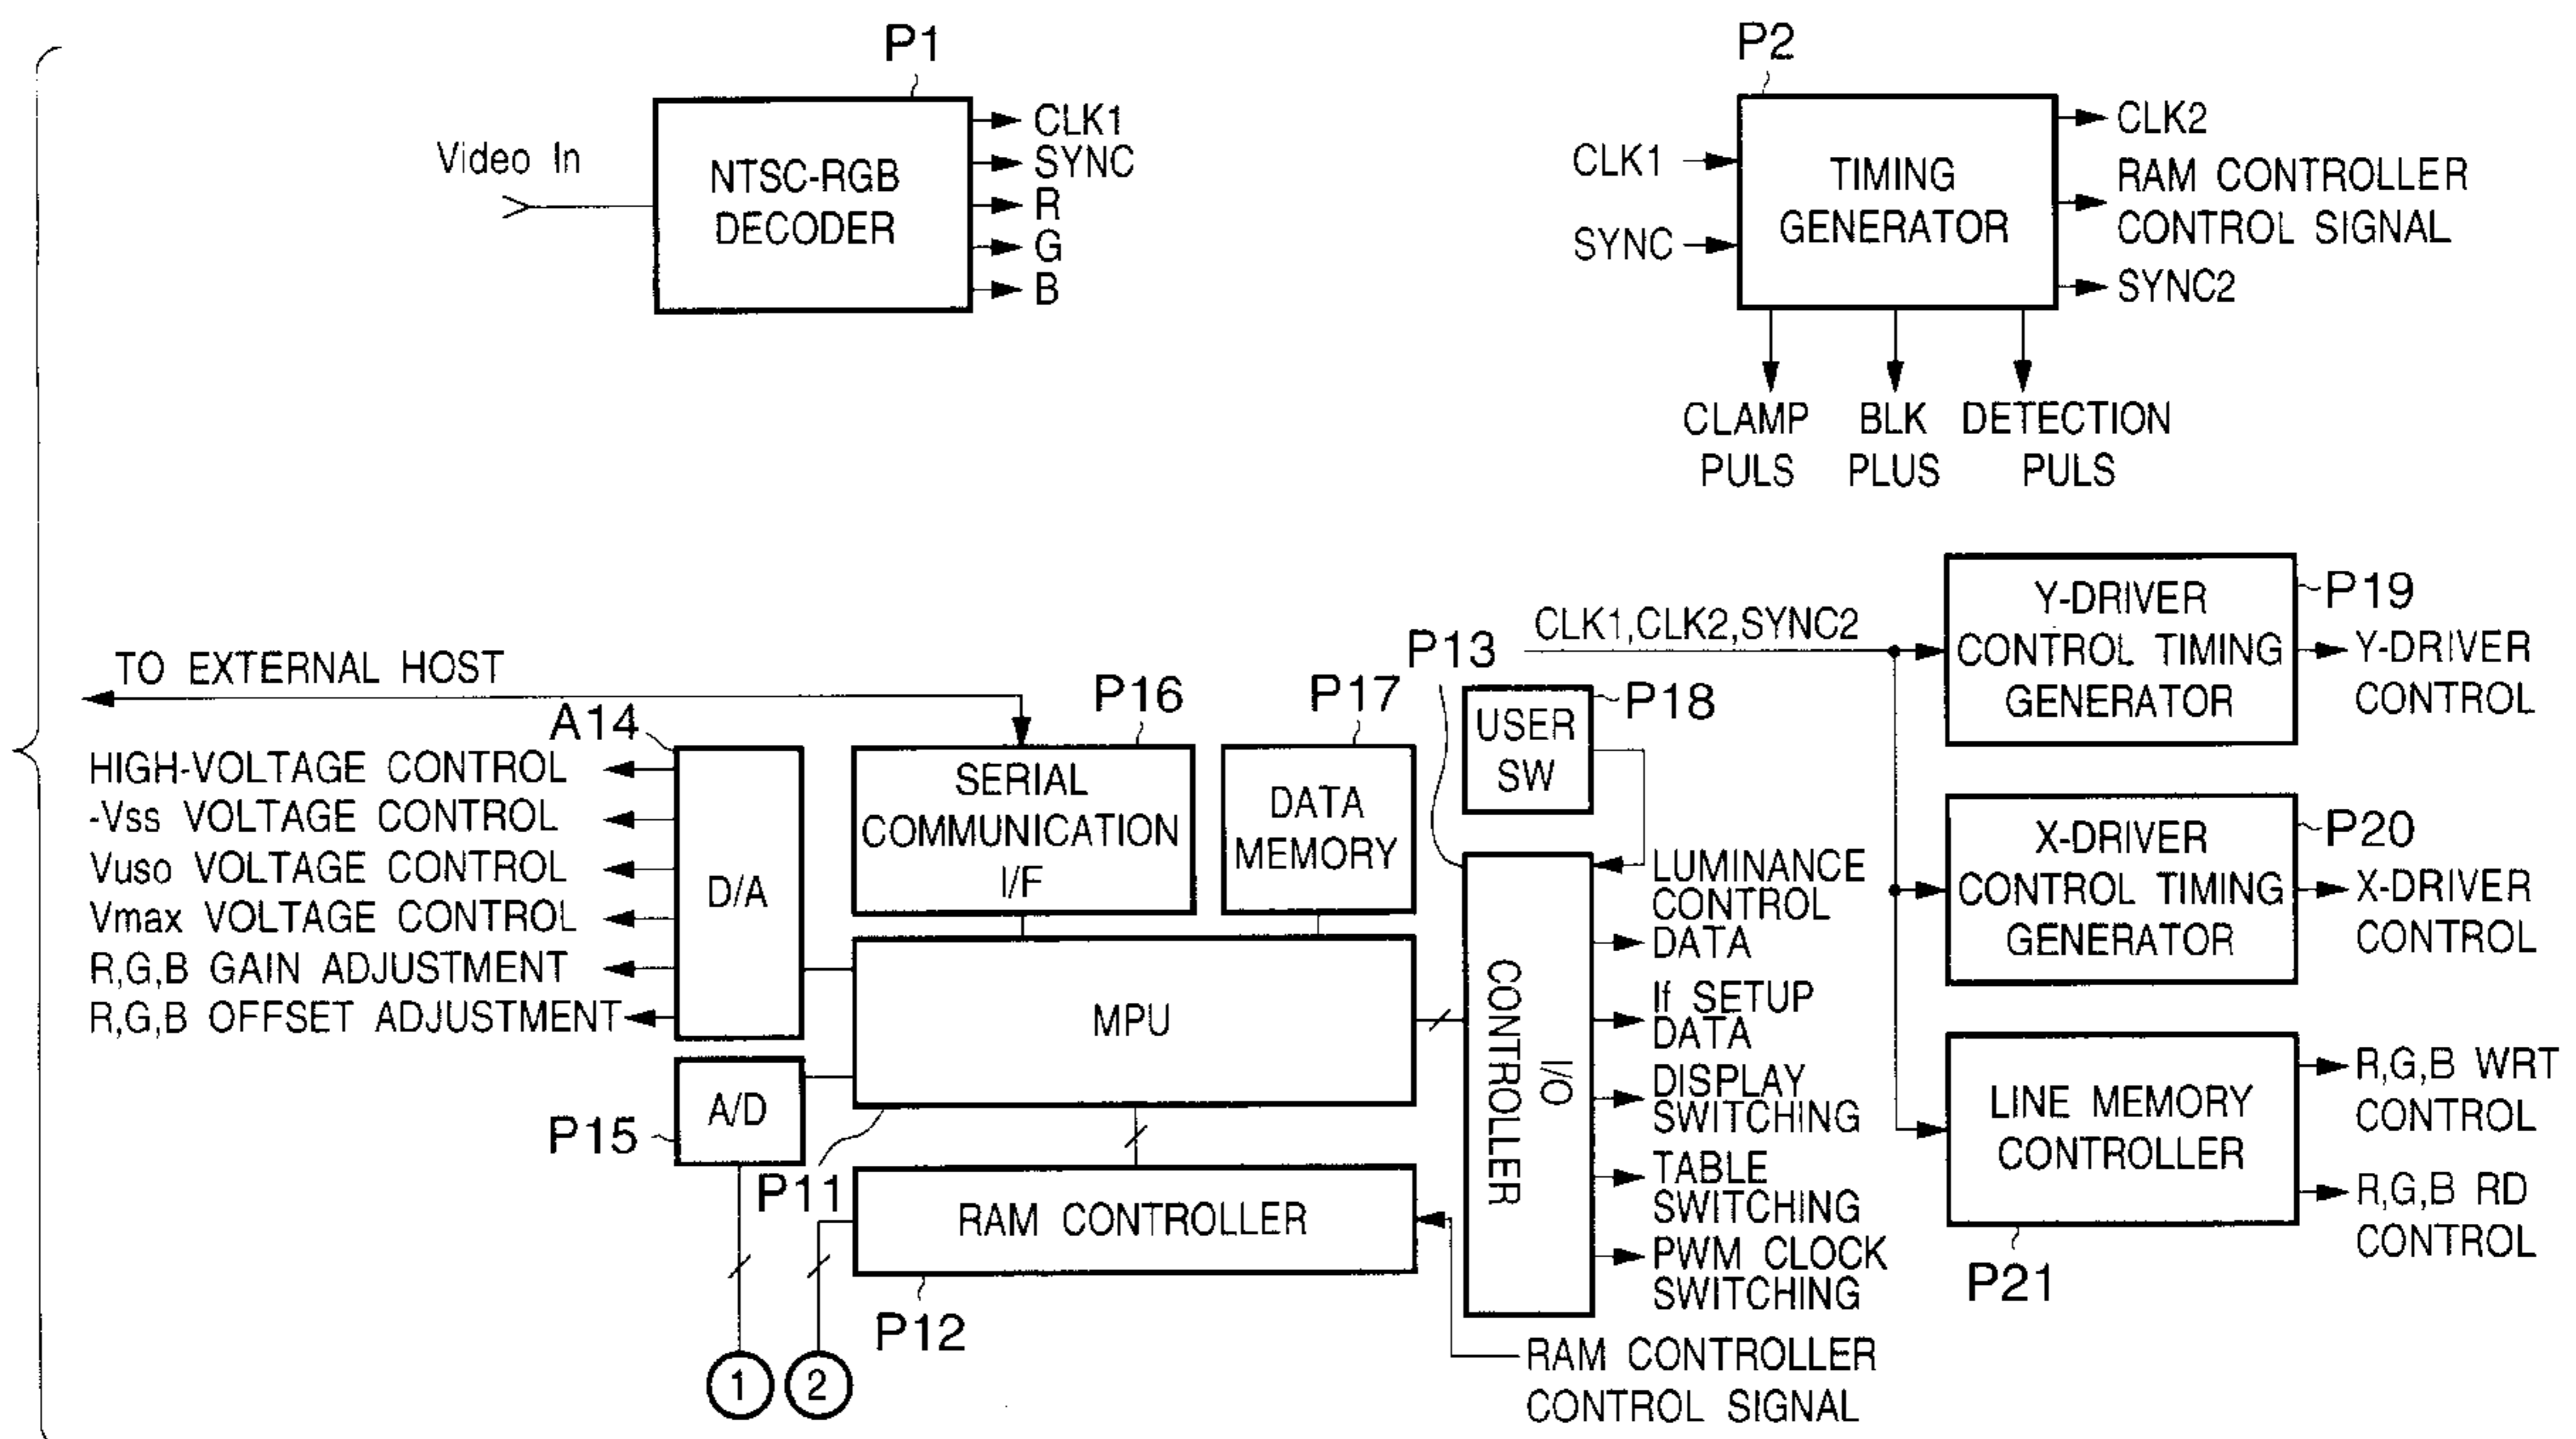 P1
P2
Video In
NTSC-RGB
DECODER
CLK1
SYNC
R
G
B
CLK1
SYNC
TIMING
GENERATOR
CLK2
RAM CONTROLLER
CONTROL SIGNAL
SYNC2
CLAMP
PULS
BLK
PLUS
DETECTION
PULS
TO EXTERNAL HOST
A14
HIGH-VOLTAGE CONTROL
-Vss VOLTAGE CONTROL
Vuso VOLTAGE CONTROL
Vmax VOLTAGE CONTROL
R,G,B GAIN ADJUSTMENT
R,G,B OFFSET ADJUSTMENT
D/A
P16
SERIAL
COMMUNICATION
I/F
P17
DATA
MEMORY
MPU
P15
A/D
P11
RAM CONTROLLER
P12
1
2
P13
P18
USER
SW
I/O
CONTROLLER
LUMINANCE
CONTROL
DATA
If SETUP
DATA
DISPLAY
SWITCHING
TABLE
SWITCHING
PWM CLOCK
SWITCHING
RAM CONTROLLER
CONTROL SIGNAL
CLK1,CLK2,SYNC2
Y-DRIVER
CONTROL TIMING
GENERATOR
P19
Y-DRIVER
CONTROL
X-DRIVER
CONTROL TIMING
GENERATOR
P20
X-DRIVER
CONTROL
LINE MEMORY
CONTROLLER
P21
R,G,B WRT
CONTROL
R,G,B RD
CONTROL